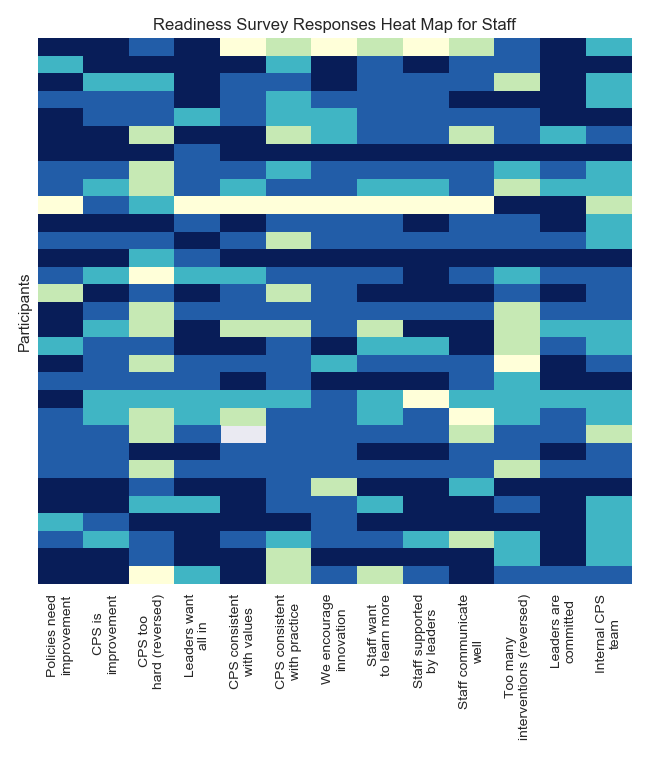 Readiness Survey Responses Heat Map for Staff
Participants
Policies need
improvement
CPS is
improvement
CPS too
hard (reversed)
Leaders want
all in
CPS consistent
with values
CPS consistent
with practice
We encourage
innovation
Staff want
to learn more
Staff supported
by leaders
Staff communicate
well
Too many
interventions (reversed)
Leaders are
committed
Internal CPS
team